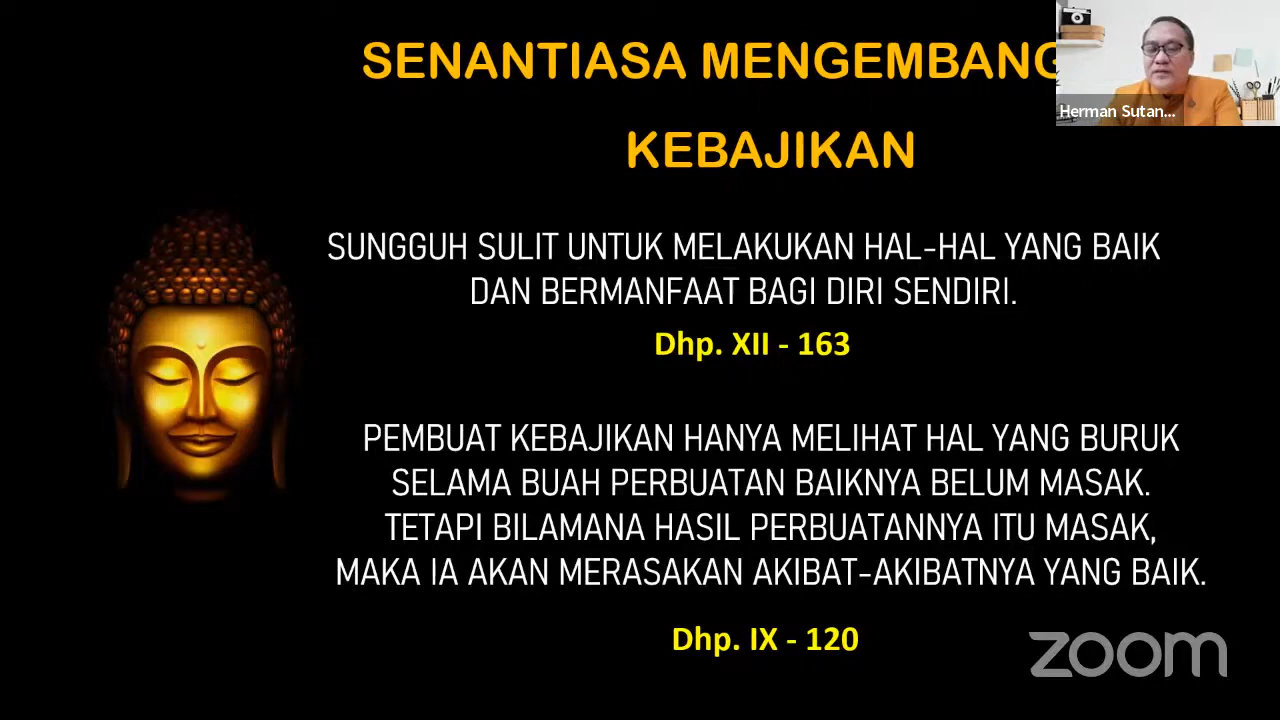 SENANTIASA MENGEMBANG
KEBAJIKAN
Herman Sutan...
SUNGGUH SULIT UNTUK MELAKUKAN HAL-HAL YANG BAIK
DAN BERMANFAAT BAGI DIRI SENDIRI.
Dhp. XII - 163
PEMBUAT KEBAJIKAN HANYA MELIHAT HAL YANG BURUK
SELAMA BUAH PERBUATAN BAIKNYA BELUM MASAK.
TETAPI BILAMANA HASIL PERBUATANNYA ITU MASAK,
MAKA IA AKAN MERASAKAN AKIBAT-AKIBATNYA YANG BAIK.
Dhp. IX - 120
zoom